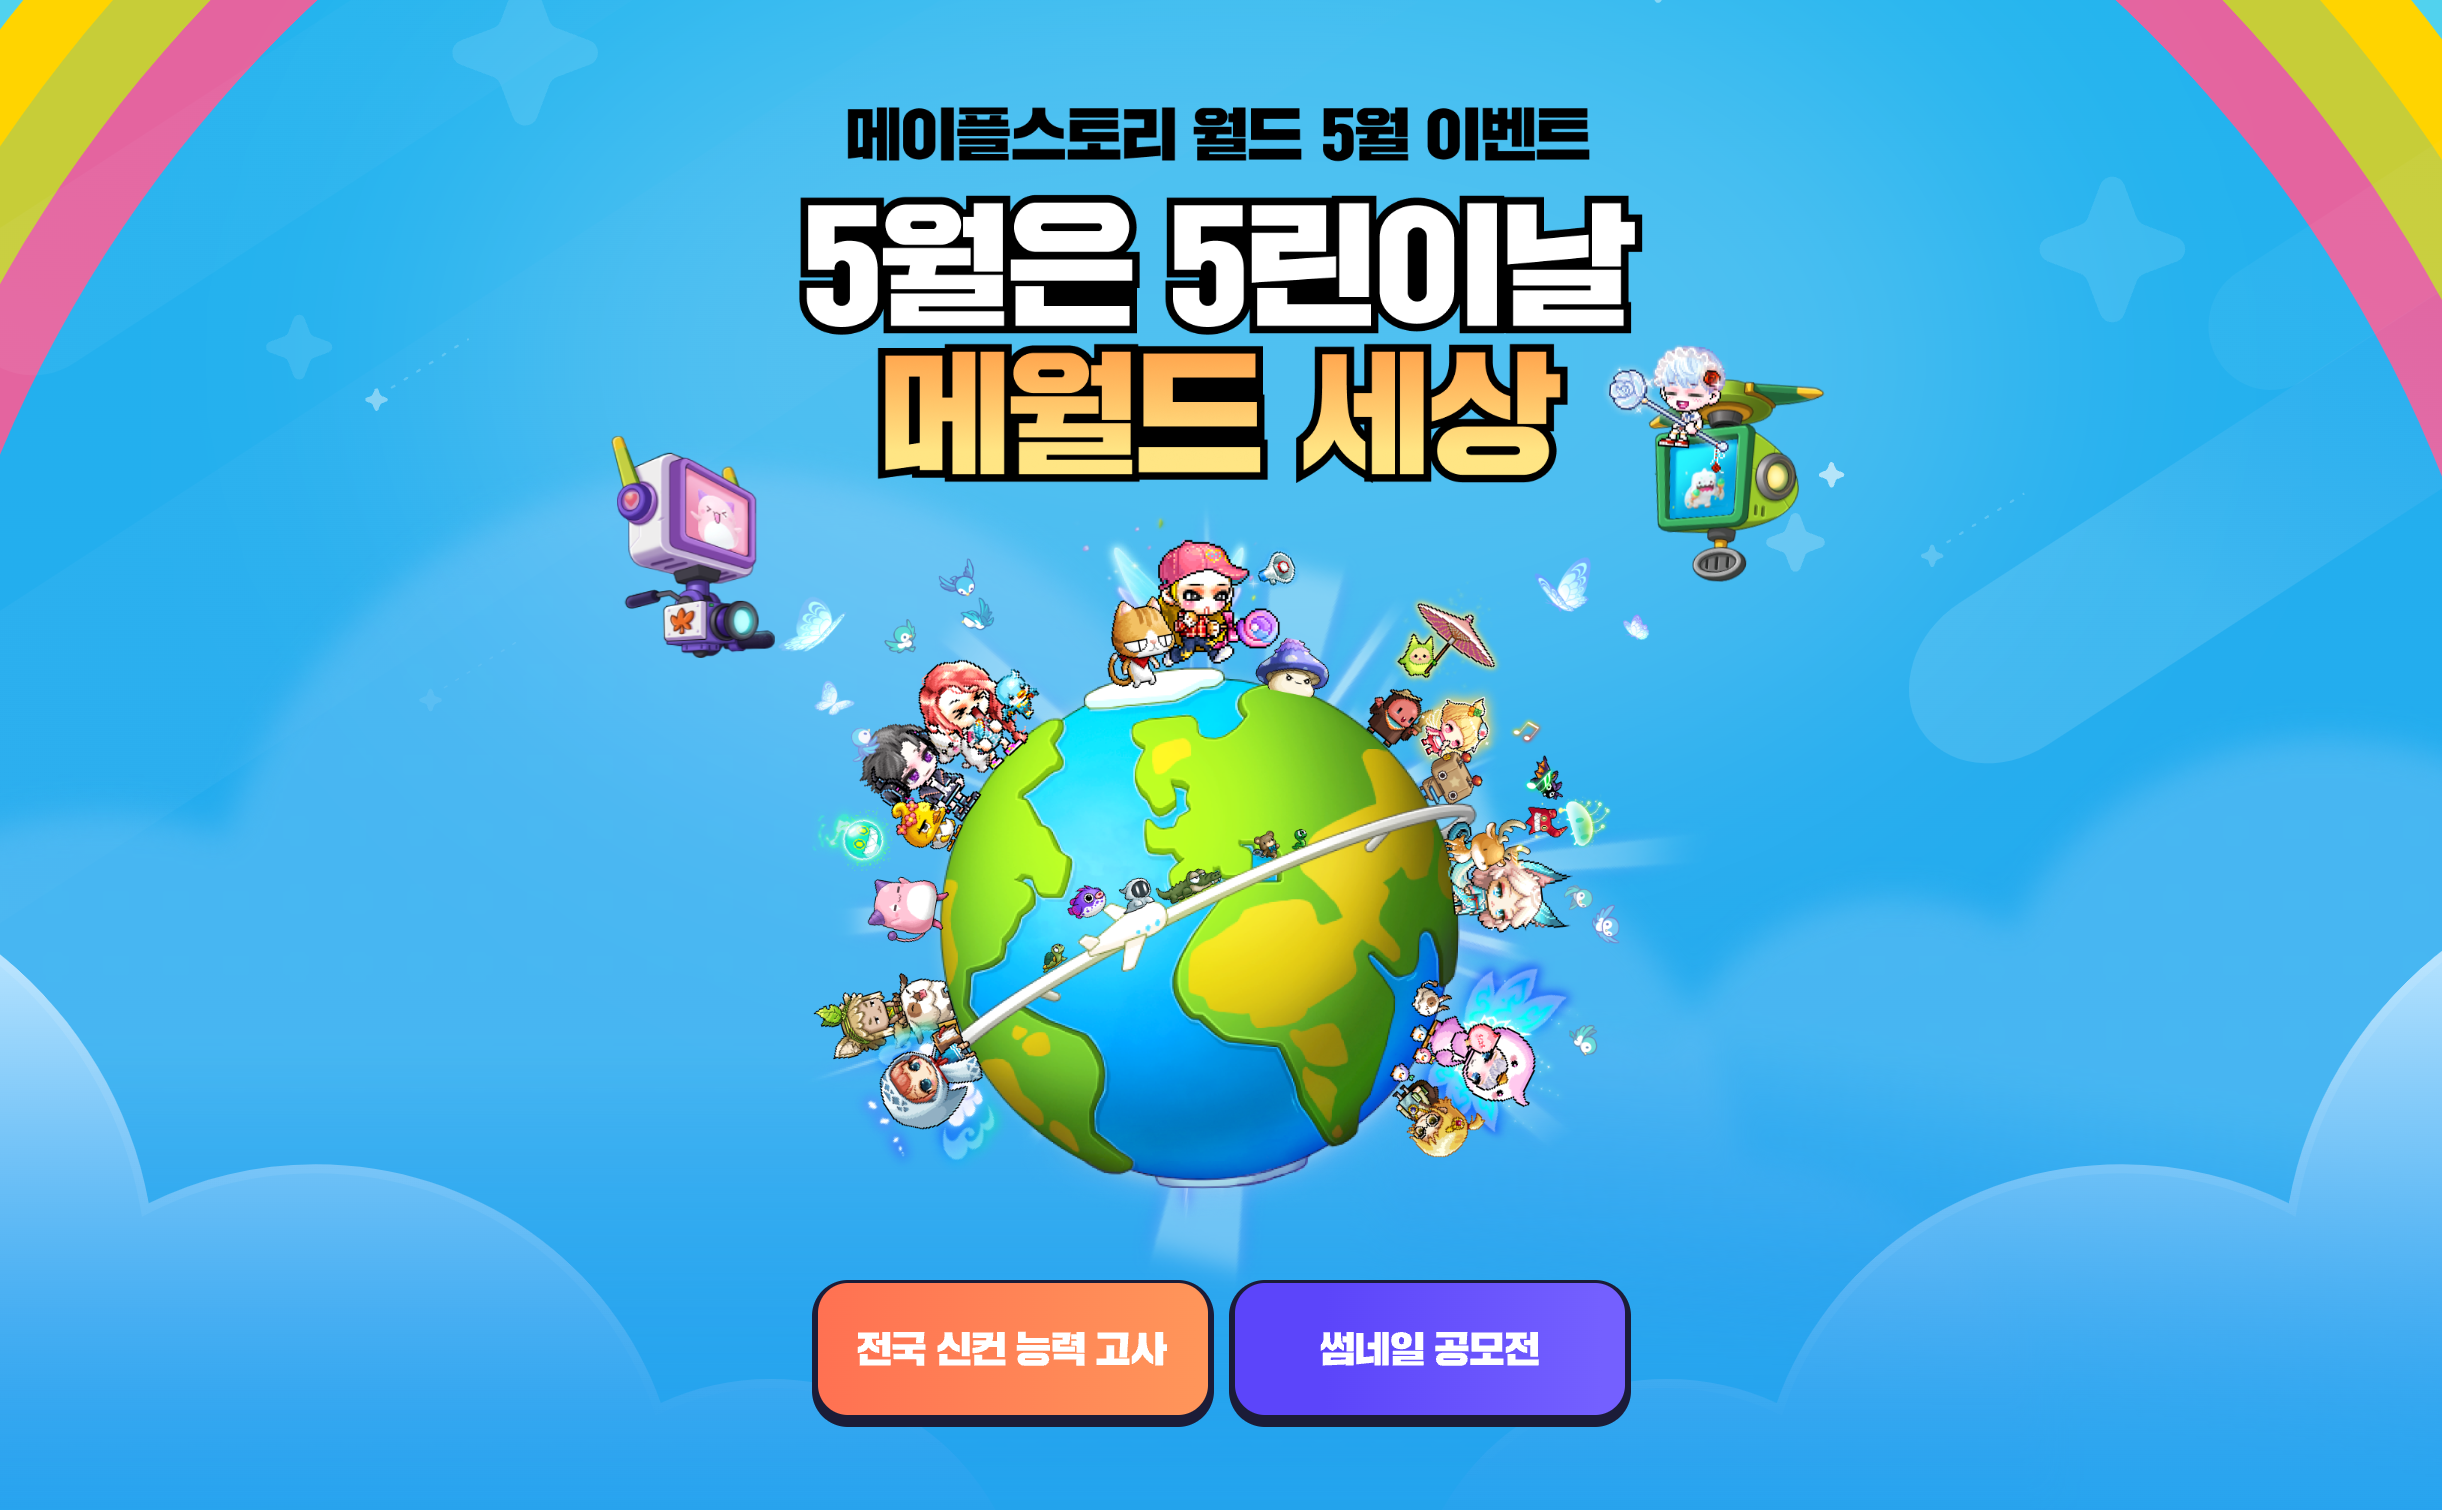 메이플스토리 월드 5월 이벤트
5월은 5린이날
메월드 세상
전국 신컨 능력 고사
썸네일 공모전